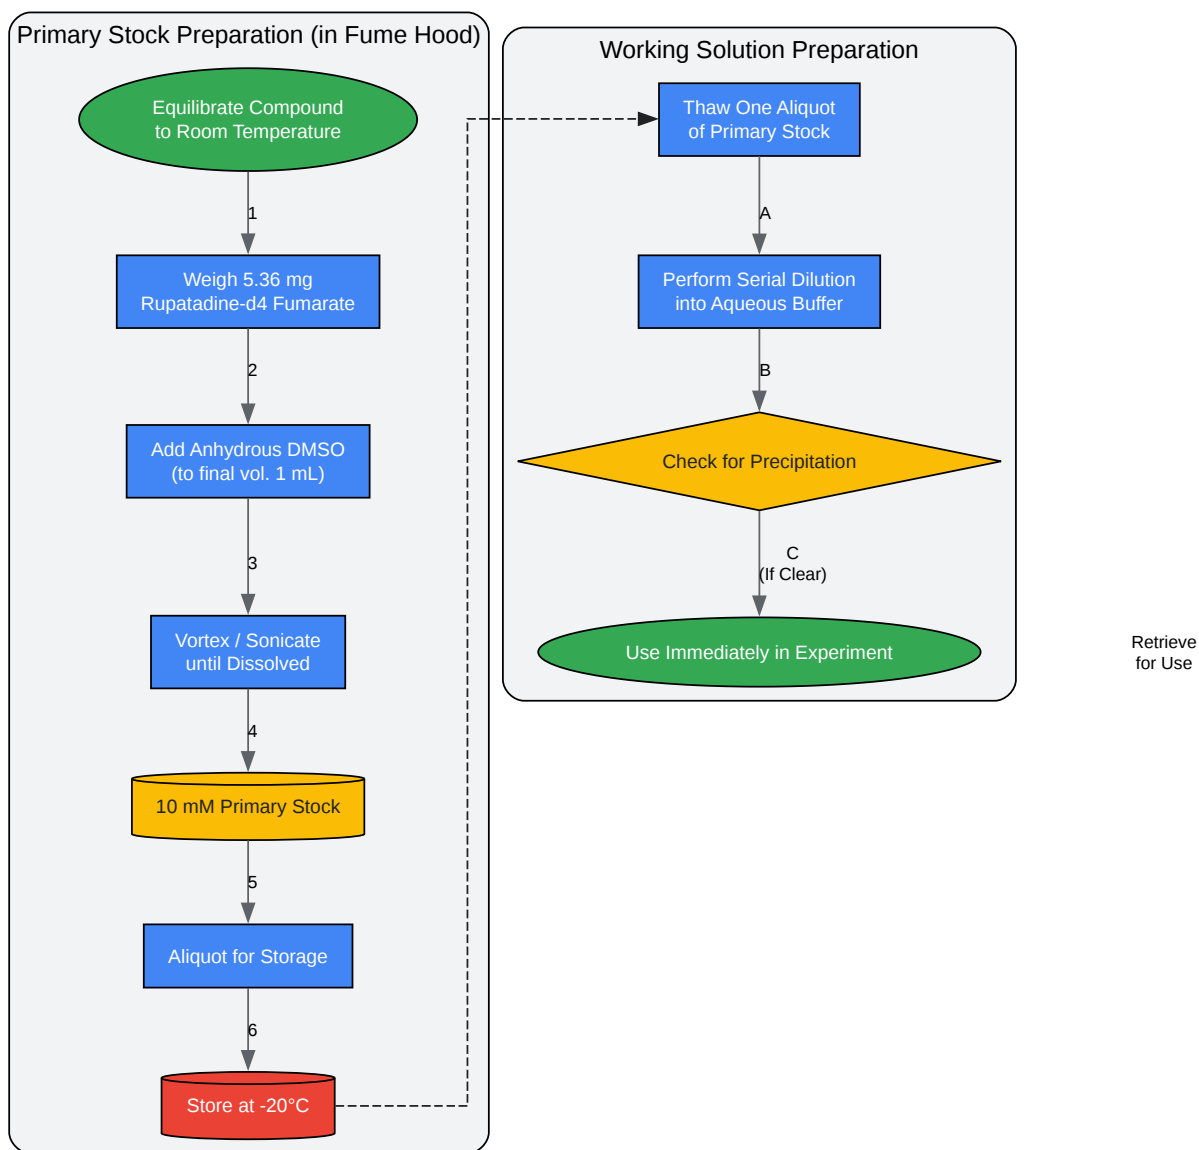 Primary Stock Preparation (in Fume Hood)
Equilibrate Compound
to Room Temperature
1
Weigh 5.36 mg
Rupatadine-d4 Fumarate
2
Add Anhydrous DMSO
(to final vol. 1 mL)
3
Vortex / Sonicate
until Dissolved
4
10 mM Primary Stock
5
Aliquot for Storage
6
Store at -20°C
Working Solution Preparation
Thaw One Aliquot
of Primary Stock
A
Perform Serial Dilution
into Aqueous Buffer
B
Check for Precipitation
C
(If Clear)
Use Immediately in Experiment
Retrieve
for Use